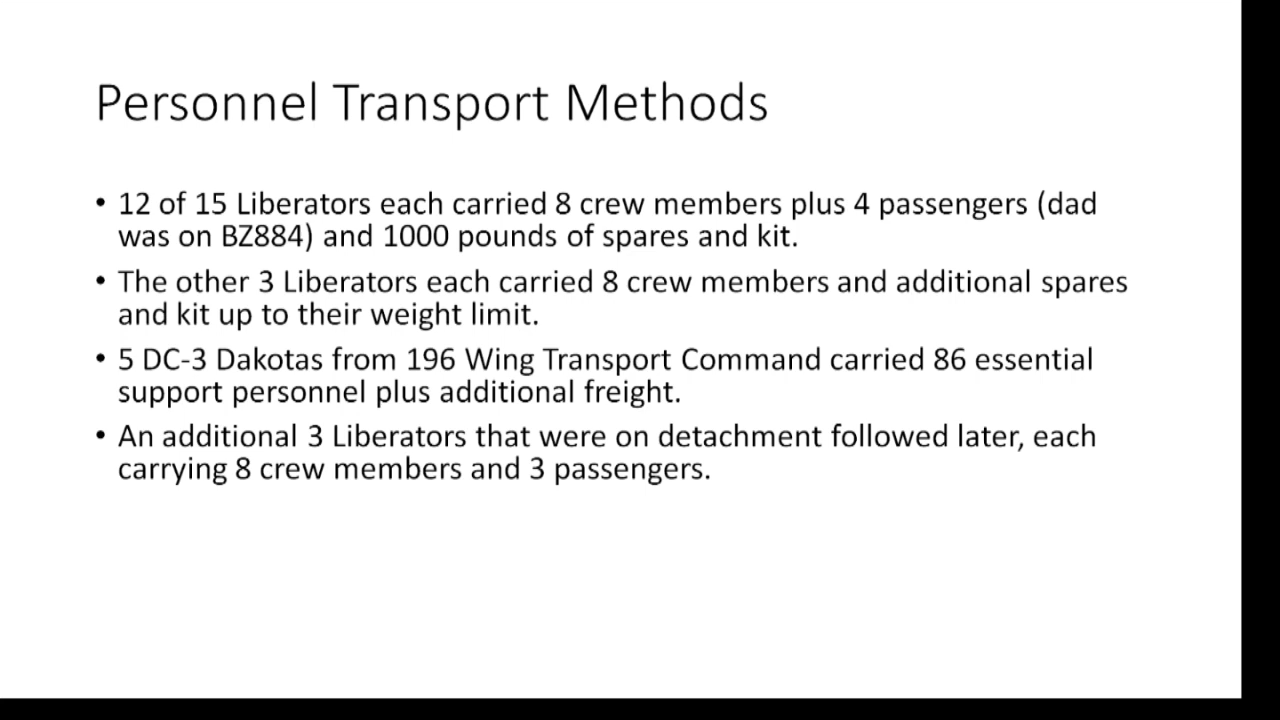 Personnel Transport Methods
• 12 of 15 Liberators each carried 8 crew members plus 4 passengers (dad
was on BZ884) and 1000 pounds of spares and kit.
• The other 3 Liberators each carried 8 crew members and additional spares
and kit up to their weight limit.
• 5 DC-3 Dakotas from 196 Wing Transport Command carried 86 essential
support personnel plus additional freight.
• An additional 3 Liberators that were on detachment followed later, each
carrying 8 crew members and 3 passengers.